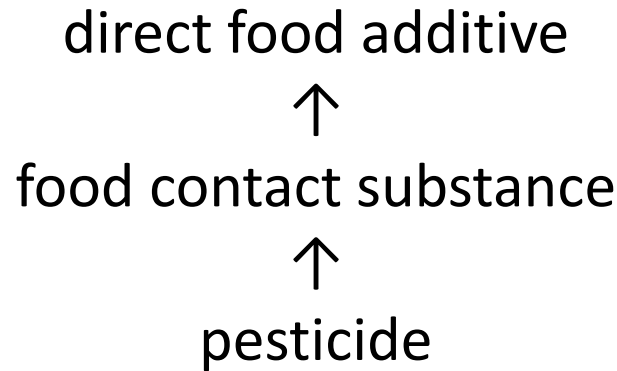 direct food additive
↑
food contact substance
↑
pesticide